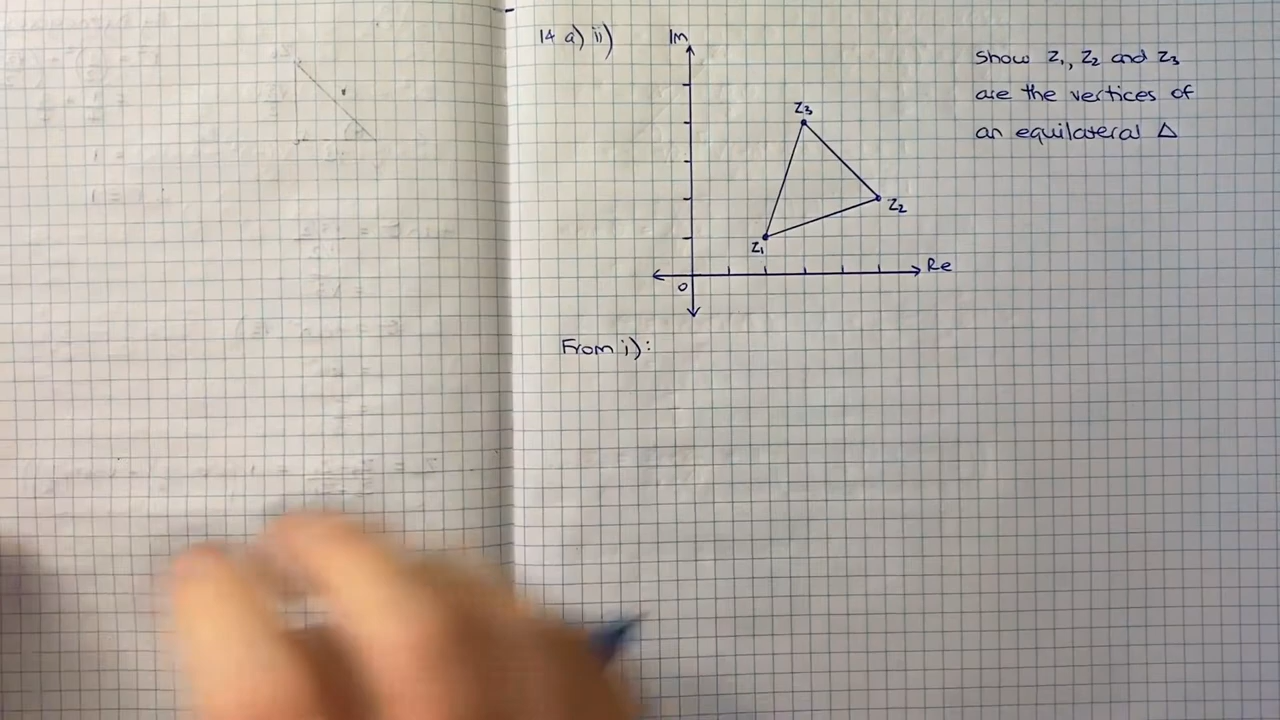 14 a) ii)
Im
Show Z1, Z2 and Z3
are the vertices of
an equilateral Δ
Z3
Z2
Z1
Re
0
From i):